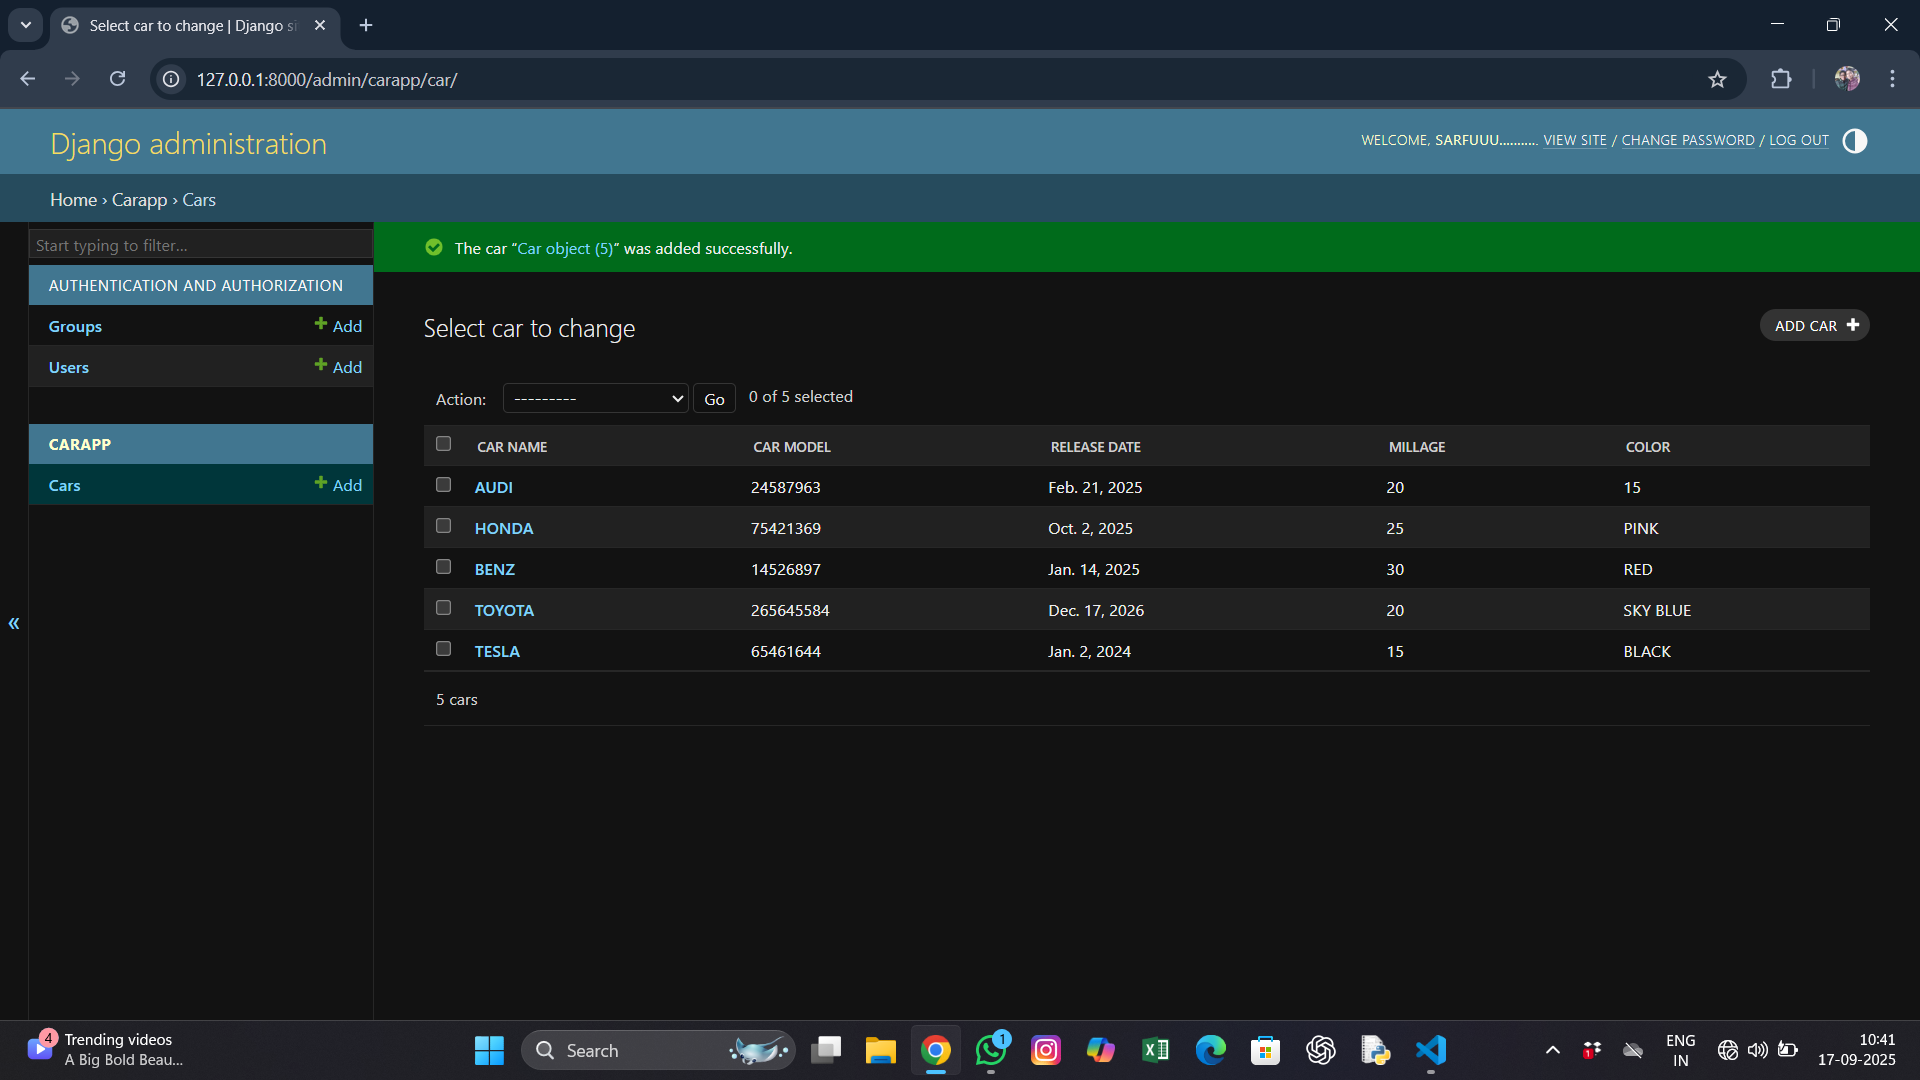 Select car to change | Django si
127.0.0.1:8000/admin/carapp/car/
Django administration
WELCOME, SARFUUU........... VIEW SITE / CHANGE PASSWORD / LOG OUT
Home › Carapp › Cars
Start typing to filter...
The car “Car object (5)” was added successfully.
AUTHENTICATION AND AUTHORIZATION
Groups + Add
Users + Add
CARAPP
Cars + Add
Select car to change
ADD CAR +
Action: --------- Go 0 of 5 selected
CAR NAME CAR MODEL RELEASE DATE MILLAGE COLOR
AUDI 24587963 Feb. 21, 2025 20 15
HONDA 75421369 Oct. 2, 2025 25 PINK
BENZ 14526897 Jan. 14, 2025 30 RED
TOYOTA 265645584 Dec. 17, 2026 20 SKY BLUE
TESLA 65461644 Jan. 2, 2024 15 BLACK
5 cars
«
4
Trending videos
A Big Bold Beau...
Search
1
1
ENG
IN
10:41
17-09-2025